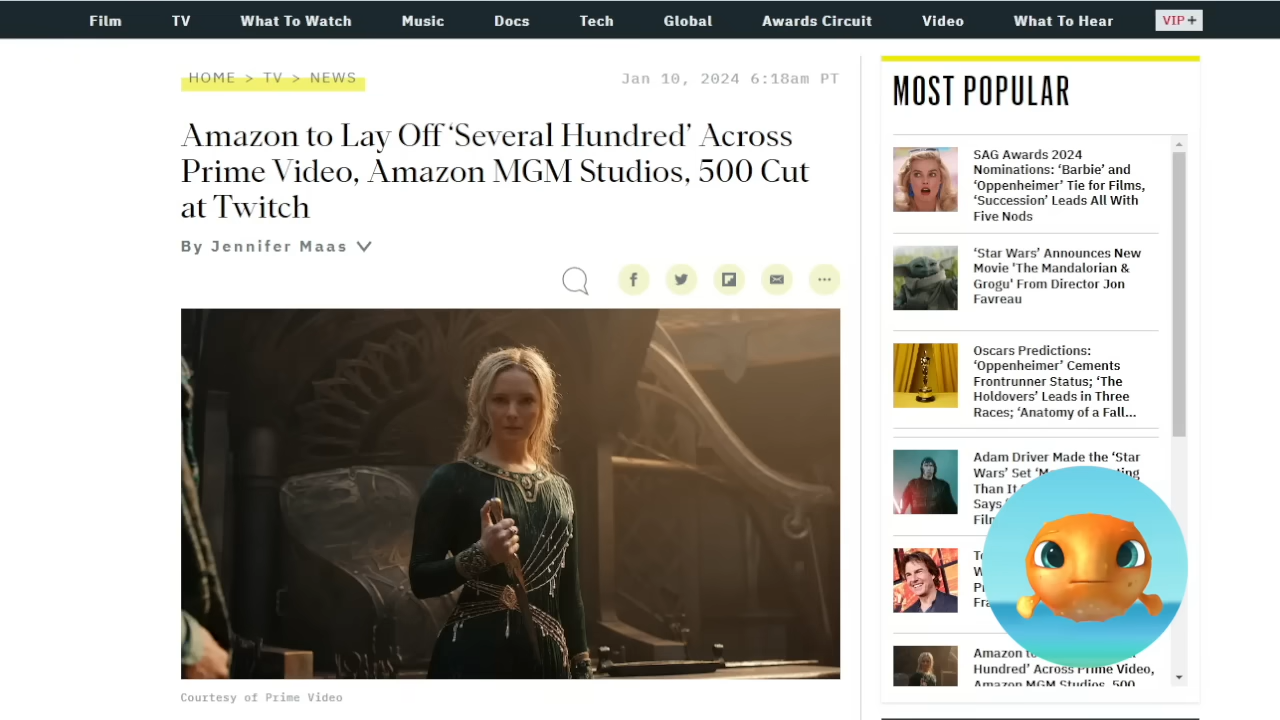 Film TV What To Watch Music Docs Tech Global Awards Circuit Video What To Hear VIP+
HOME > TV > NEWS
Jan 10, 2024 6:18am PT
Amazon to Lay Off ‘Several Hundred’ Across
Prime Video, Amazon MGM Studios, 500 Cut
at Twitch
By Jennifer Maas
Courtesy of Prime Video
MOST POPULAR
SAG Awards 2024
Nominations: ‘Barbie’ and
‘Oppenheimer’ Tie for Films,
‘Succession’ Leads All With
Five Nods
‘Star Wars’ Announces New
Movie 'The Mandalorian &
Grogu' From Director Jon
Favreau
Oscars Predictions:
‘Oppenheimer’ Cements
Frontrunner Status; ‘The
Holdovers’ Leads in Three
Races; ‘Anatomy of a Fall...
Adam Driver Made the ‘Star
Wars’ Set
Than It
Says
Amazon
Hundred’ Across Prime Video,
Amazon MGM Studios, 500